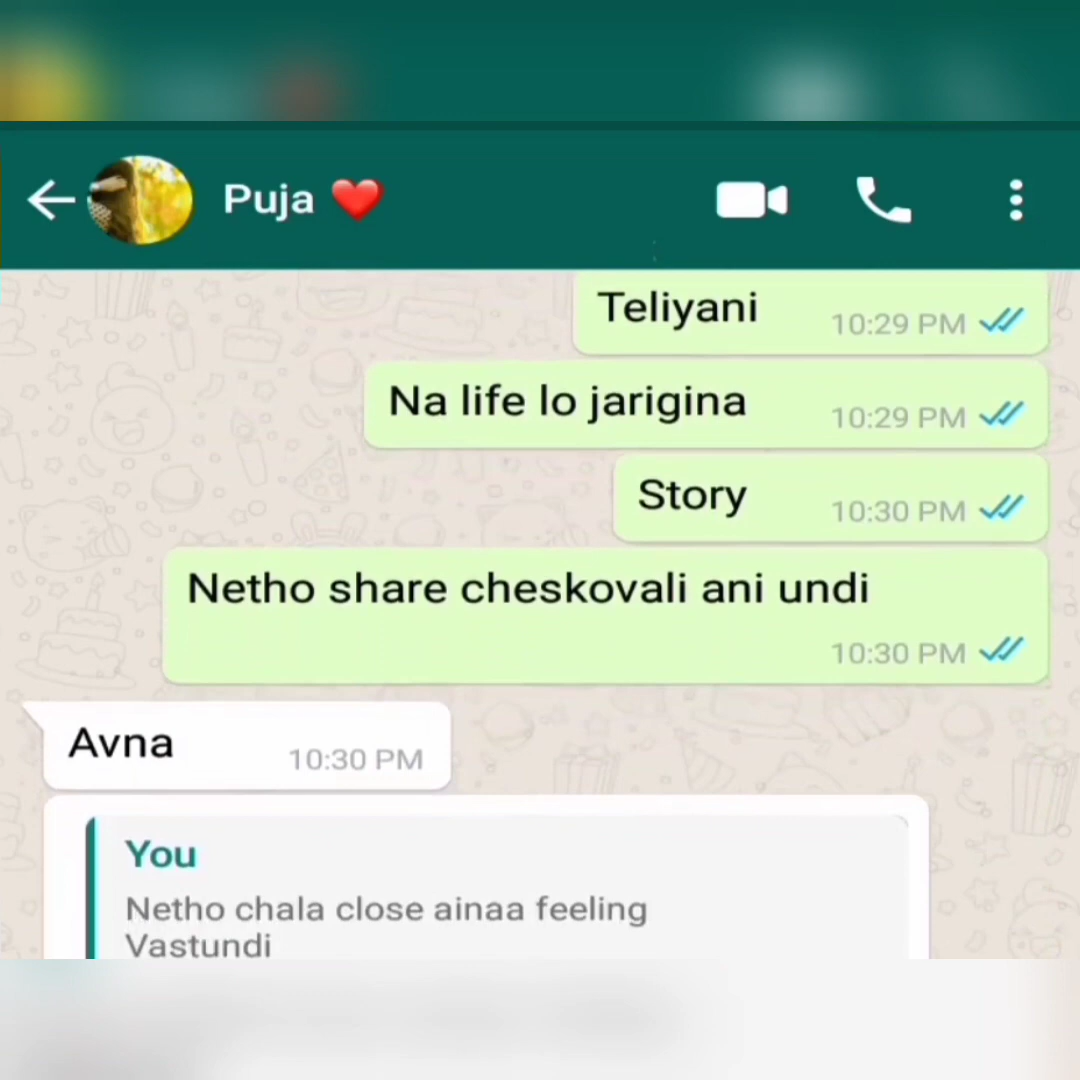 Puja ❤️
Teliyani
10:29 PM
Na life lo jarigina
10:29 PM
Story
10:30 PM
Netho share cheskovali ani undi
10:30 PM
Avna
10:30 PM
You
Netho chala close ainaa feeling
Vastundi